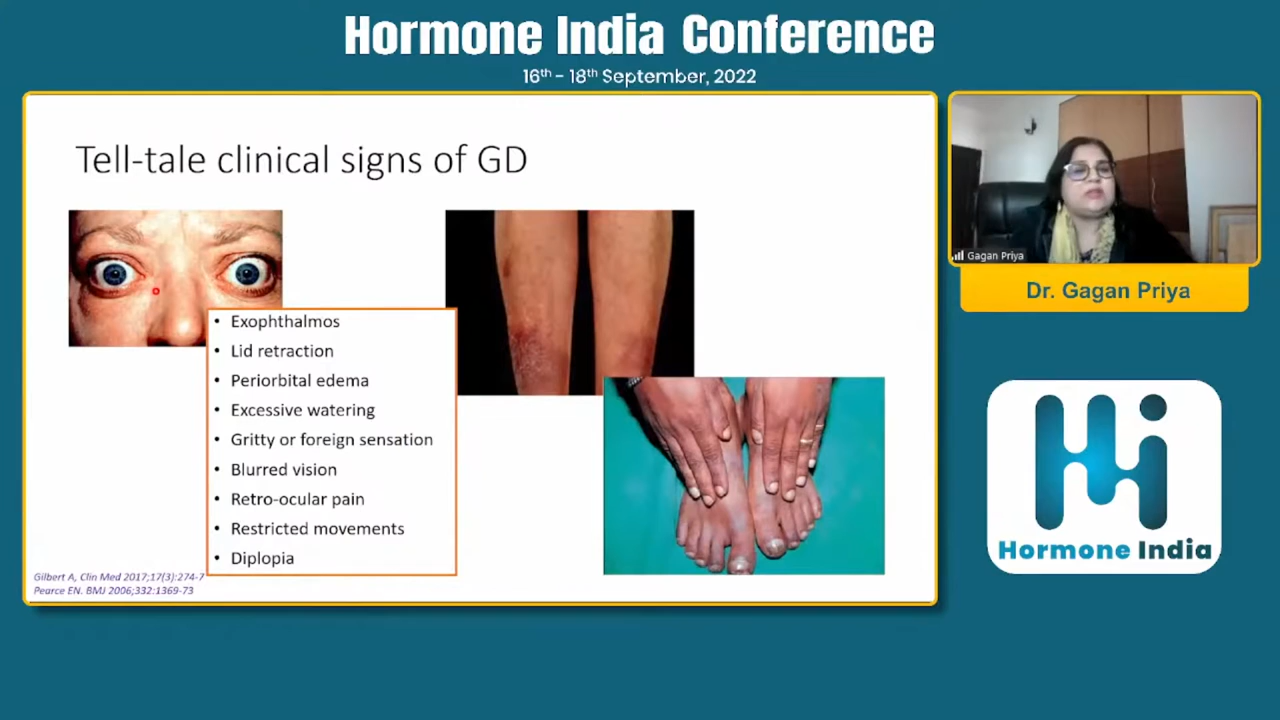 Hormone India Conference
16th - 18th September, 2022
Tell-tale clinical signs of GD
• Exophthalmos
• Lid retraction
• Periorbital edema
• Excessive watering
• Gritty or foreign sensation
• Blurred vision
• Retro-ocular pain
• Restricted movements
• Diplopia
Gilbert A, Clin Med 2017;17(3):274-7
Pearce EN. BMJ 2006;332:1369-73
Gagan Priya
Dr. Gagan Priya
Hi
Hormone India